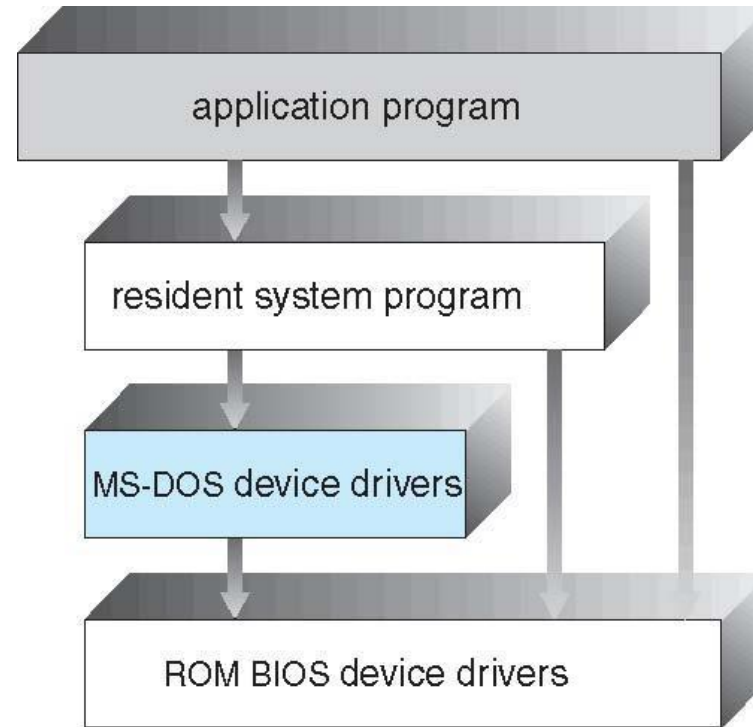 application program
resident system program
MS-DOS device drivers
ROM BIOS device drivers